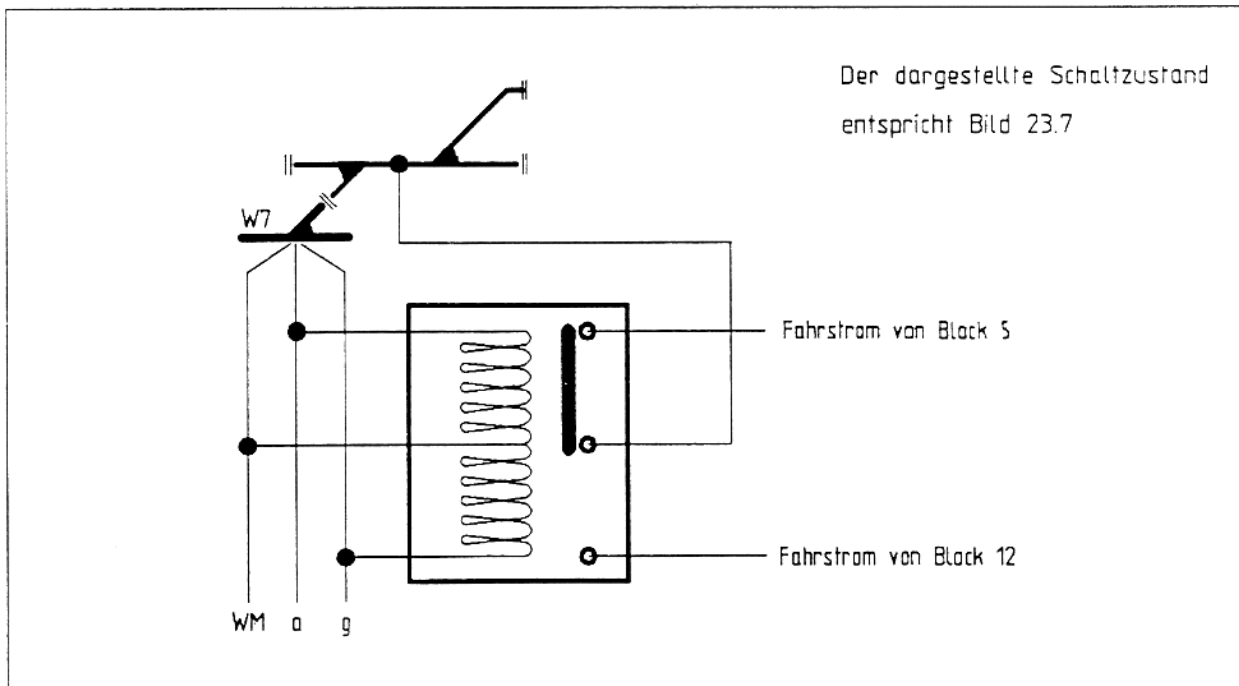 Der dargestellte Schaltzustand
entspricht Bild 23.7
W7
Fahrstrom von Block 5
Fahrstrom von Block 12
WM a g